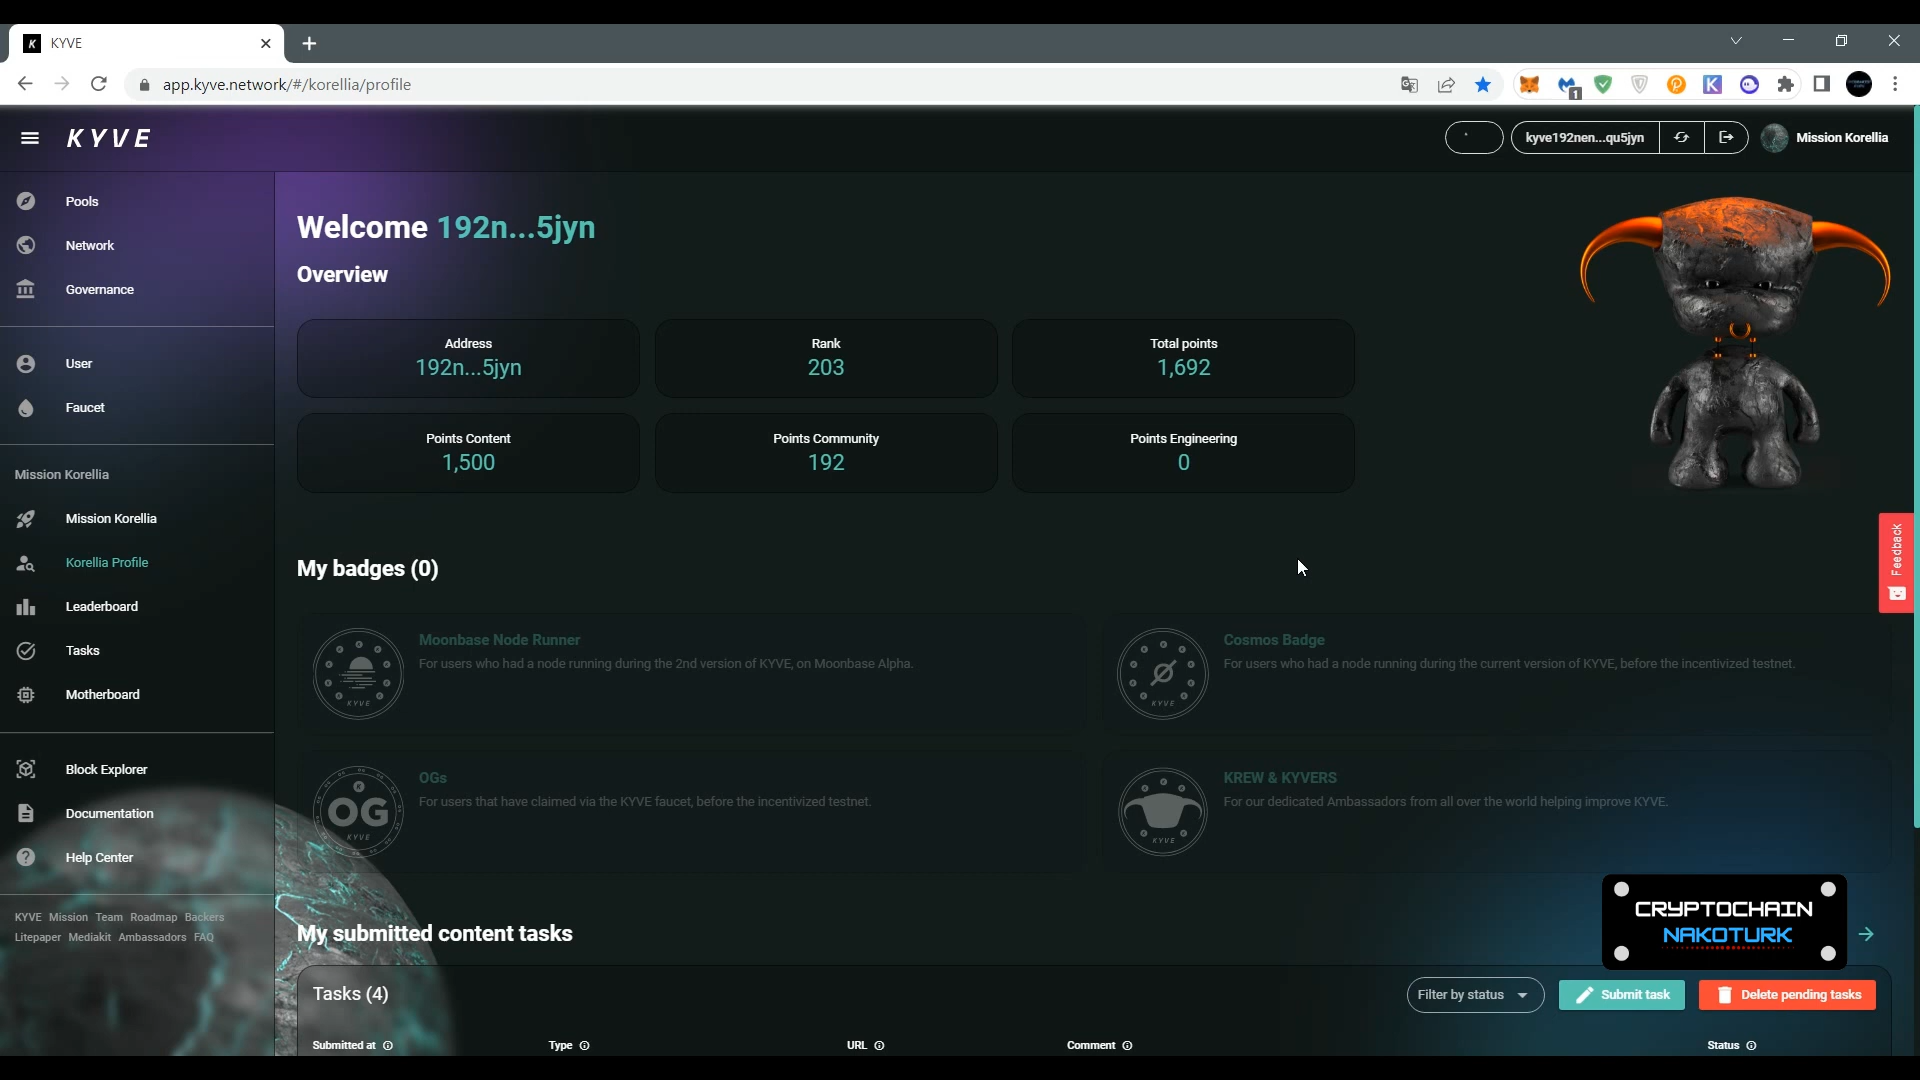 KYVE
app.kyve.network/#/korellia/profile
1
KYVE
kyve192nen...qu5jyn
Mission Korellia
Pools
Network
Governance
User
Faucet
Mission Korellia
Mission Korellia
Korellia Profile
Leaderboard
Tasks
Motherboard
Block Explorer
Documentation
Help Center
KYVE Mission Team Roadmap Backers
Litepaper Mediakit Ambassadors FAQ
Welcome 192n...5jyn
Overview
Address
192n...5jyn
Rank
203
Total points
1,692
Points Content
1,500
Points Community
192
Points Engineering
0
Feedback
My badges (0)
KYVE
Moonbase Node Runner
For users who had a node running during the 2nd version of KYVE, on Moonbase Alpha.
KYVE
Cosmos Badge
For users who had a node running during the current version of KYVE, before the incentivized testnet.
OG
KYVE
OGs
For users that have claimed via the KYVE faucet, before the incentivized testnet.
KYVE
KREW & KYVERS
For our dedicated Ambassadors from all over the world helping improve KYVE.
CRYPTOCHAIN
NAKOTURK
My submitted content tasks
Tasks (4)
Filter by status
Submit task
Delete pending tasks
Submitted at
Type
URL
Comment
Status